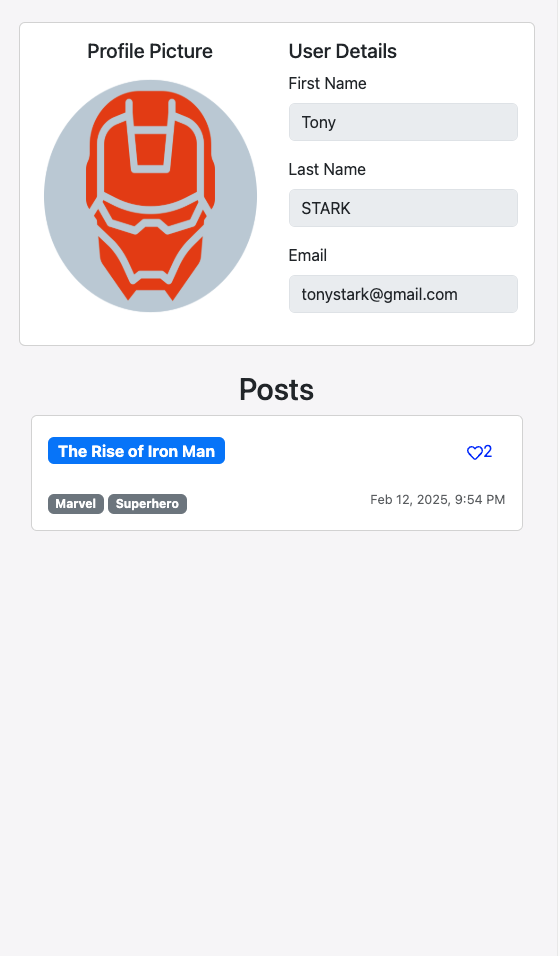 Profile Picture
User Details
First Name
Tony
Last Name
STARK
Email
tonystark@gmail.com
Posts
The Rise of Iron Man
2
Marvel Superhero
Feb 12, 2025, 9:54 PM